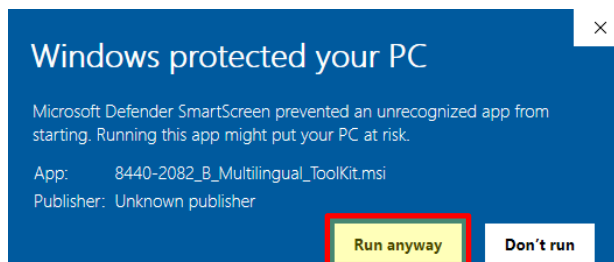 Windows protected your PC
Microsoft Defender SmartScreen prevented an unrecognized app from
starting. Running this app might put your PC at risk.
App: 8440-2082_B_Multilingual_ToolKit.msi
Publisher: Unknown publisher
Run anyway Don't run